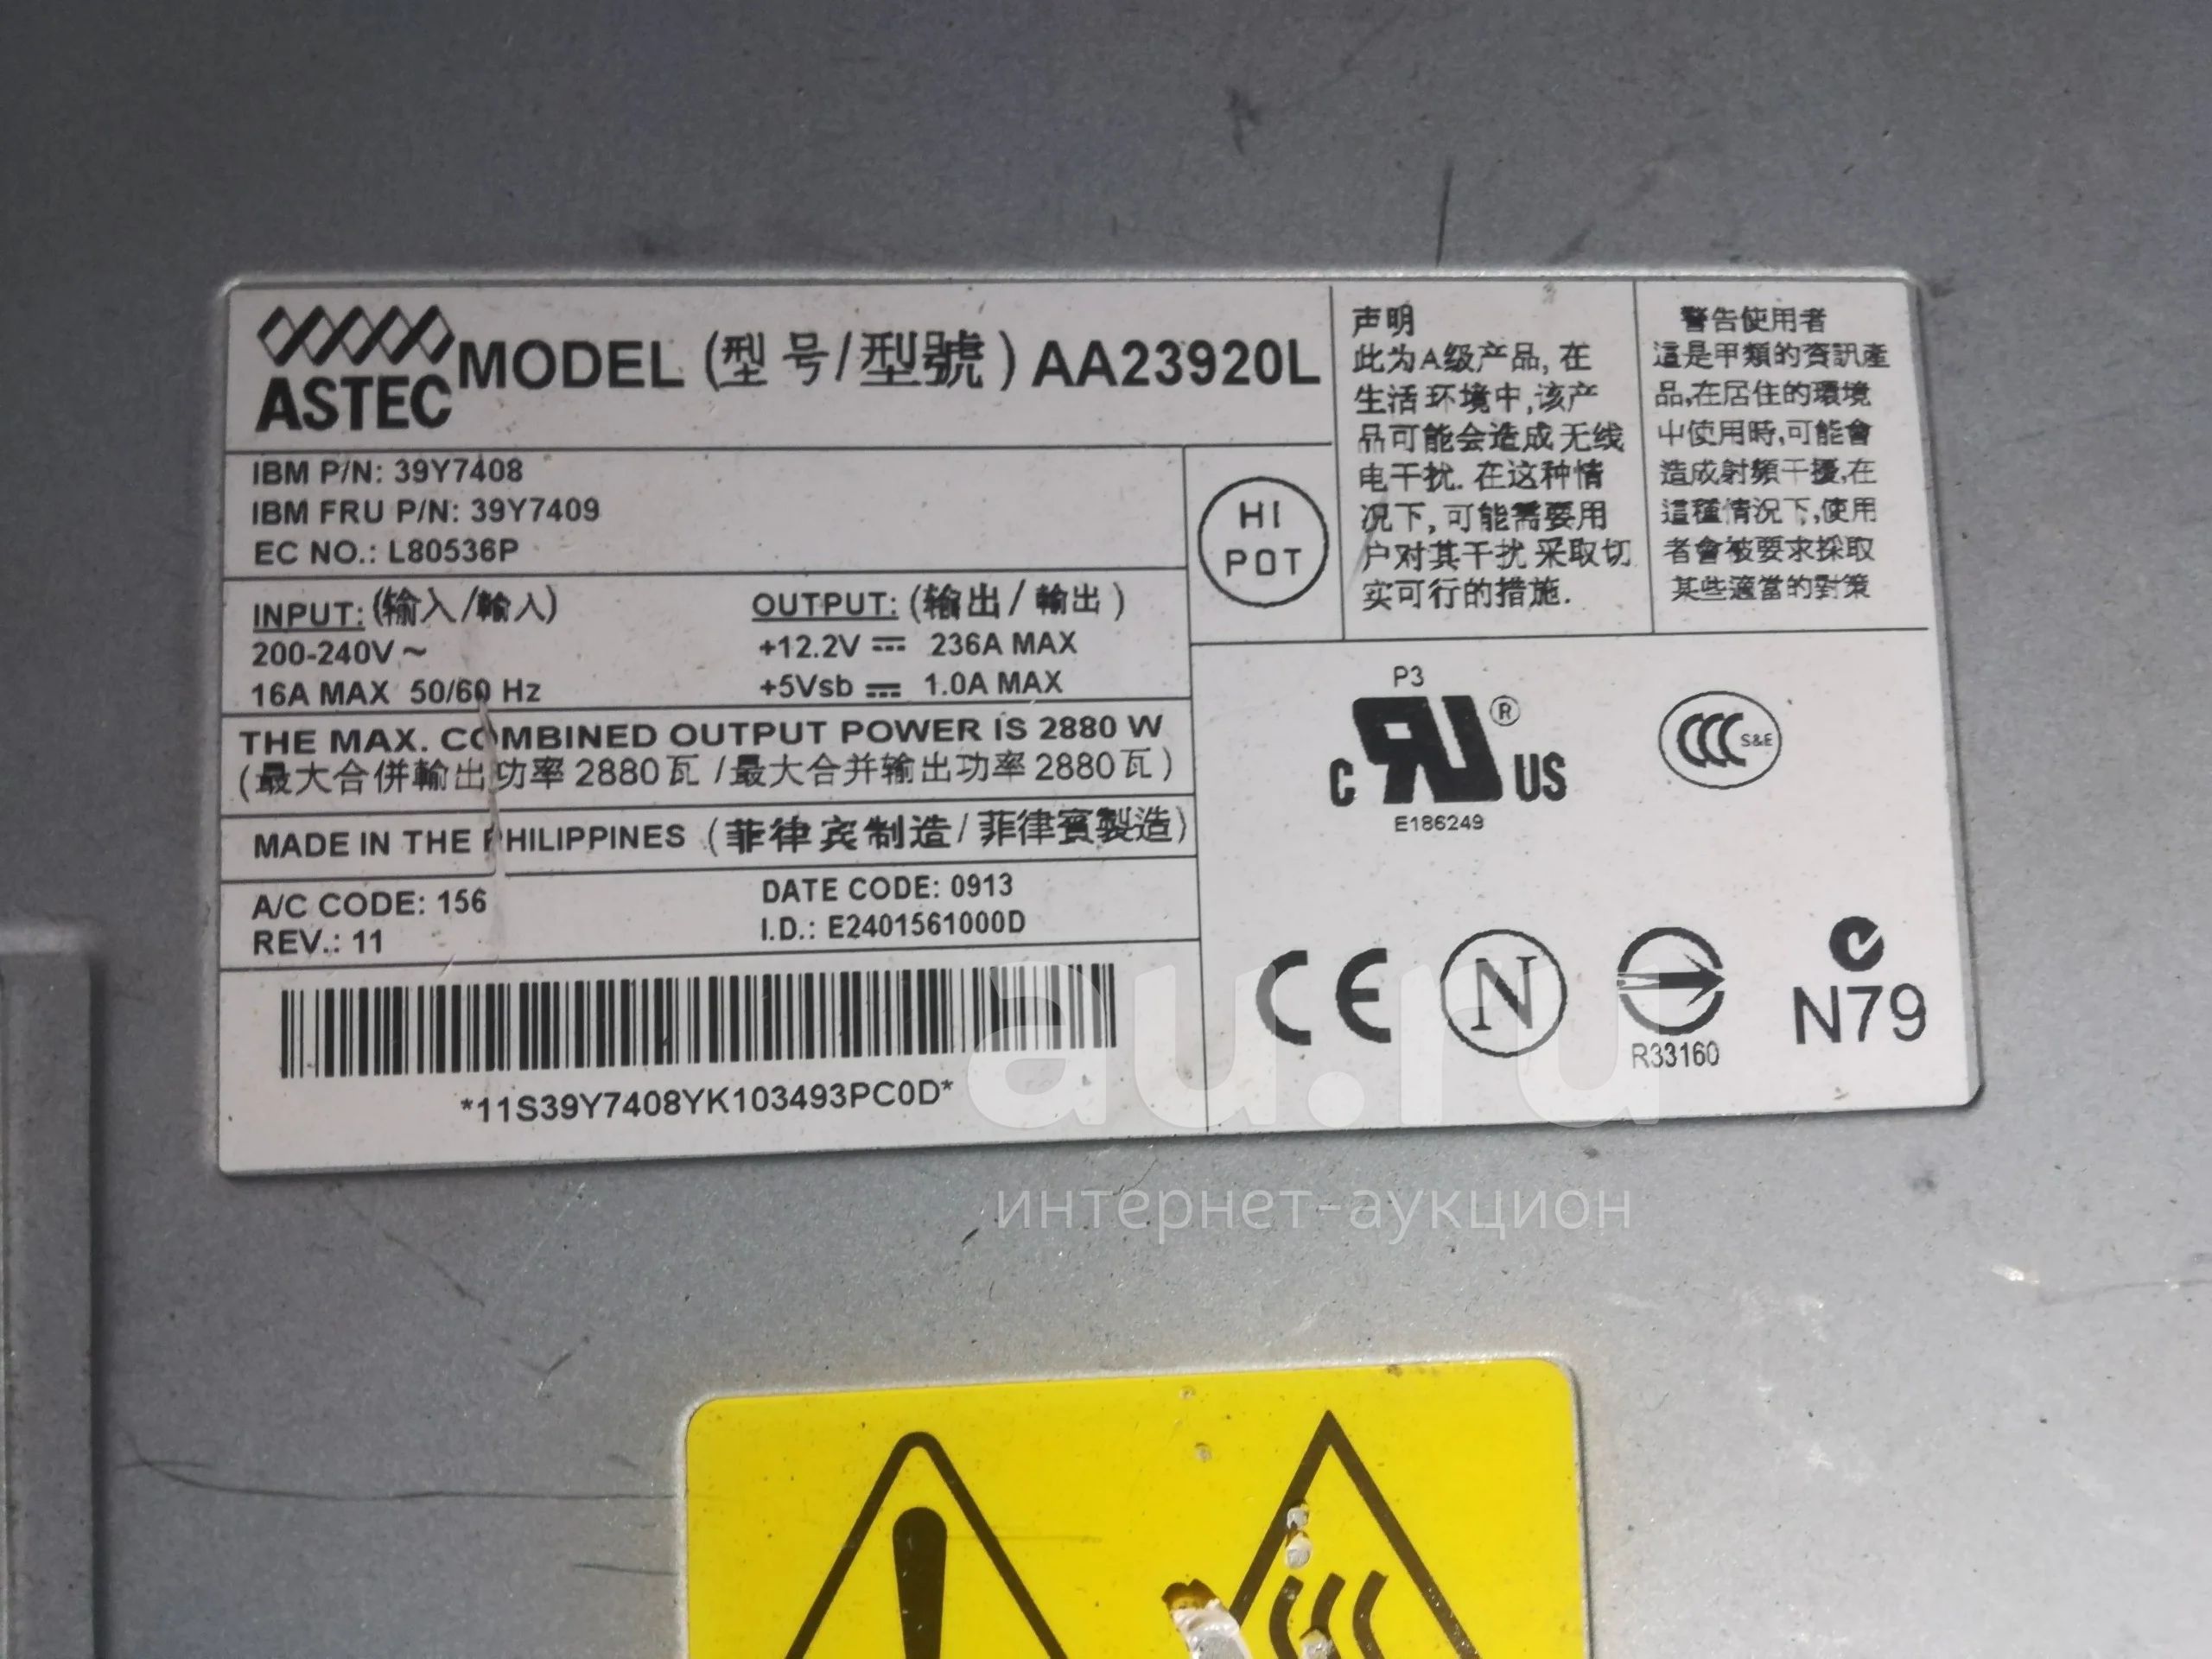 ASTEC
MODEL (型号/型號) AA23920L
IBM P/N: 39Y7408
IBM FRU P/N: 39Y7409
EC NO.: L80536P
HI
POT
INPUT: (输入/輸入)
200-240V ~
16A MAX 50/60 Hz
OUTPUT: (输出/輸出)
+12.2V 236A MAX
+5Vsb 1.0A MAX
THE MAX. COMBINED OUTPUT POWER IS 2880 W
(最大合併輸出功率2880瓦/最大合并输出功率2880瓦)
MADE IN THE PHILIPPINES (菲律宾制造/菲律賓製造)
A/C CODE: 156
REV.: 11
DATE CODE: 0913
I.D.: E2401561000D
*11S39Y7408YK103493PC0D*
声明
此为A级产品, 在
生活环境中,该产
品可能会造成无线
电干扰. 在这种情
况下, 可能需要用
户对其干扰采取切
实可行的措施.
警告使用者
這是甲類的資訊產
品,在居住的環境
中使用時,可能會
造成射頻干擾,在
這種情況下,使用
者會被要求採取
某些適當的對策
P3
c RU ® US
E186249
CCC S&E
CE
N
R33160
N79
au.ru
интернет-аукцион